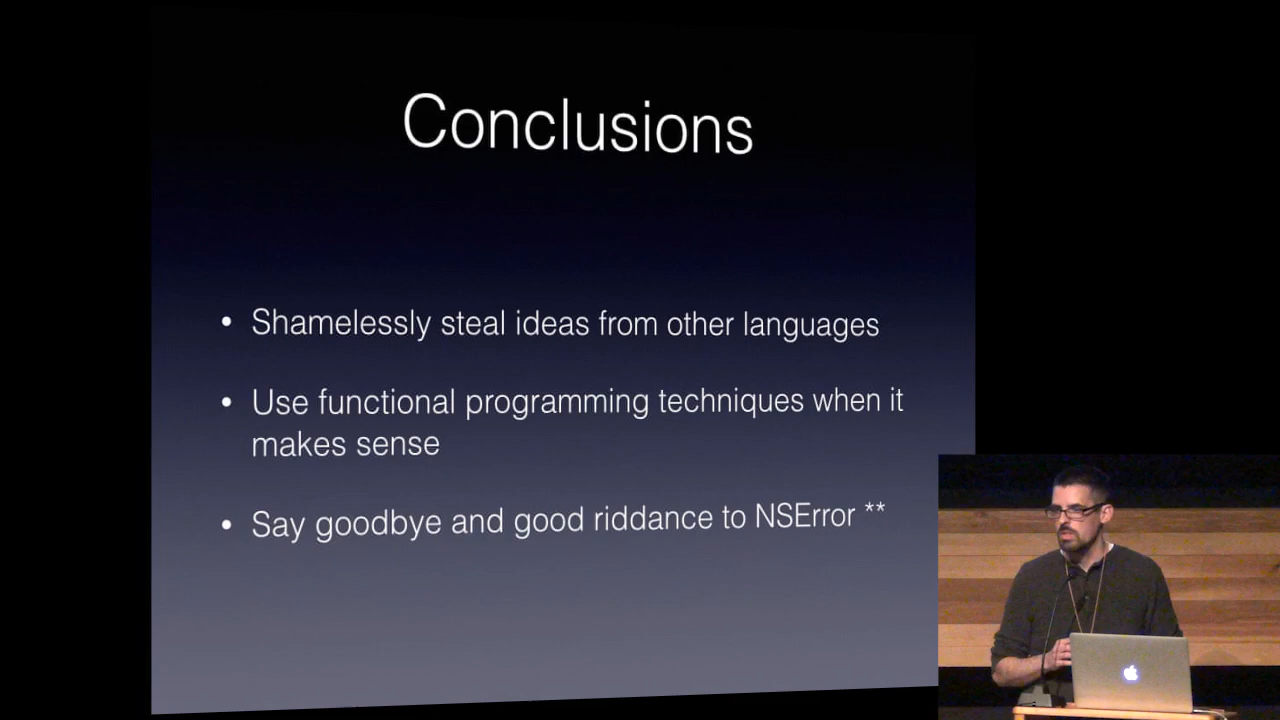 Conclusions
• Shamelessly steal ideas from other languages
• Use functional programming techniques when it
makes sense
• Say goodbye and good riddance to NSError **